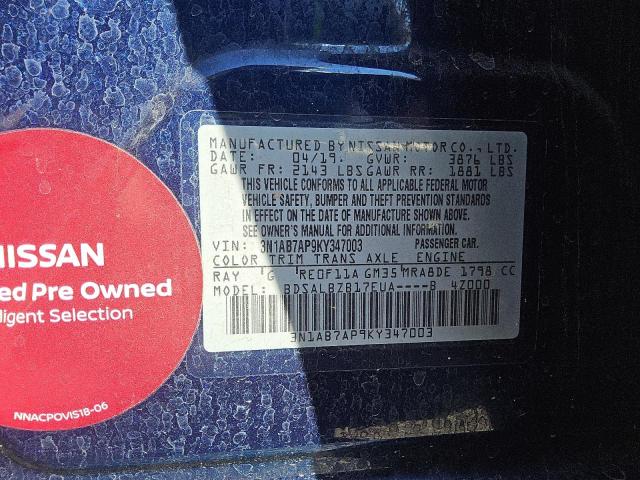 MANUFACTURED BY NISSAN MOTOR CO., LTD.
DATE: 04/19. GVWR: 3876 LBS
GAWR FR: 2143 LBS GAWR RR: 1881 LBS
THIS VEHICLE CONFORMS TO ALL APPLICABLE FEDERAL MOTOR
VEHICLE SAFETY, BUMPER AND THEFT PREVENTION STANDARDS
IN EFFECT ON THE DATE OF MANUFACTURE SHOWN ABOVE.
SEE OWNER'S MANUAL FOR ADDITIONAL INFORMATION.
VIN: 3N1AB7AP9KY347003 PASSENGER CAR.
COLOR TRIM TRANS AXLE ENGINE
RAY G RE0F11A GM35 MRA8DE 1798 CC
MODEL: BDSALBZB17EUA----B 4Z000
3N1AB7AP9KY347003
NISSAN
ed Pre Owned
lligent Selection
NNACPOVIS18-06